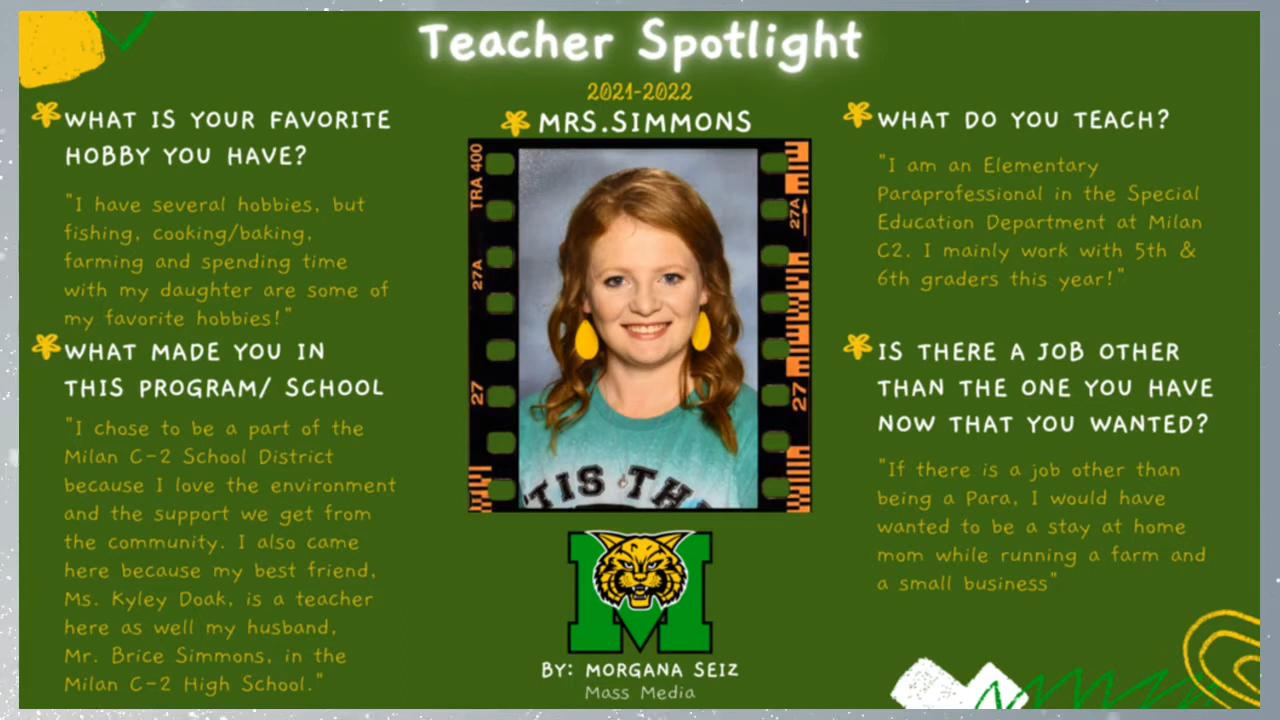 Teacher Spotlight
2021-2022
MRS.SIMMONS
WHAT IS YOUR FAVORITE
HOBBY YOU HAVE?
"I have several hobbies, but
fishing, cooking/baking,
farming and spending time
with my daughter are some of
my favorite hobbies!"
WHAT MADE YOU IN
THIS PROGRAM/ SCHOOL
"I chose to be a part of the
Milan C-2 School District
because I love the environment
and the support we get from
the community. I also came
here because my best friend,
Ms. Kyley Doak, is a teacher
here as well my husband,
Mr. Brice Simmons, in the
Milan C-2 High School."
TRA 400
27A
27
27A
27
'TIS TH
M
BY: MORGANA SEIZ
Mass Media
WHAT DO YOU TEACH?
"I am an Elementary
Paraprofessional in the Special
Education Department at Milan
C2. I mainly work with 5th &
6th graders this year!"
IS THERE A JOB OTHER
THAN THE ONE YOU HAVE
NOW THAT YOU WANTED?
"If there is a job other than
being a Para, I would have
wanted to be a stay at home
mom while running a farm and
a small business"